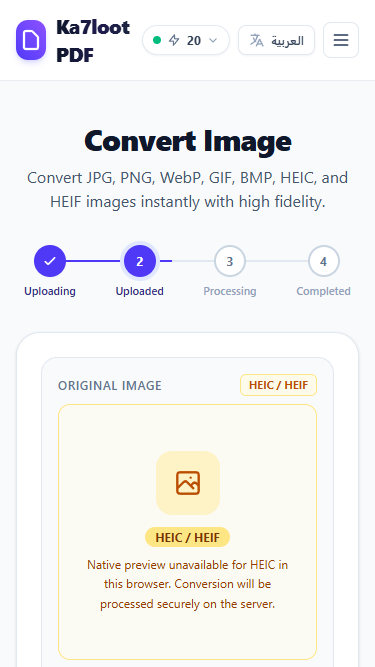 Ka7loot
PDF
20
العربية
Convert Image
Convert JPG, PNG, WebP, GIF, BMP, HEIC, and
HEIF images instantly with high fidelity.
2
3
4
Uploading
Uploaded
Processing
Completed
ORIGINAL IMAGE
HEIC / HEIF
HEIC / HEIF
Native preview unavailable for HEIC in
this browser. Conversion will be
processed securely on the server.